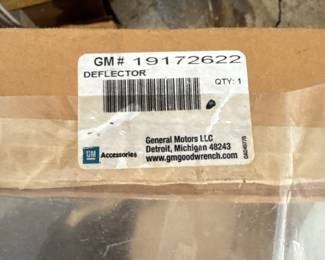 GM# 19172622
DEFLECTOR
QTY: 1
General Motors LLC
GM Accessories Detroit, Michigan 48243
www.gmgoodwrench.com